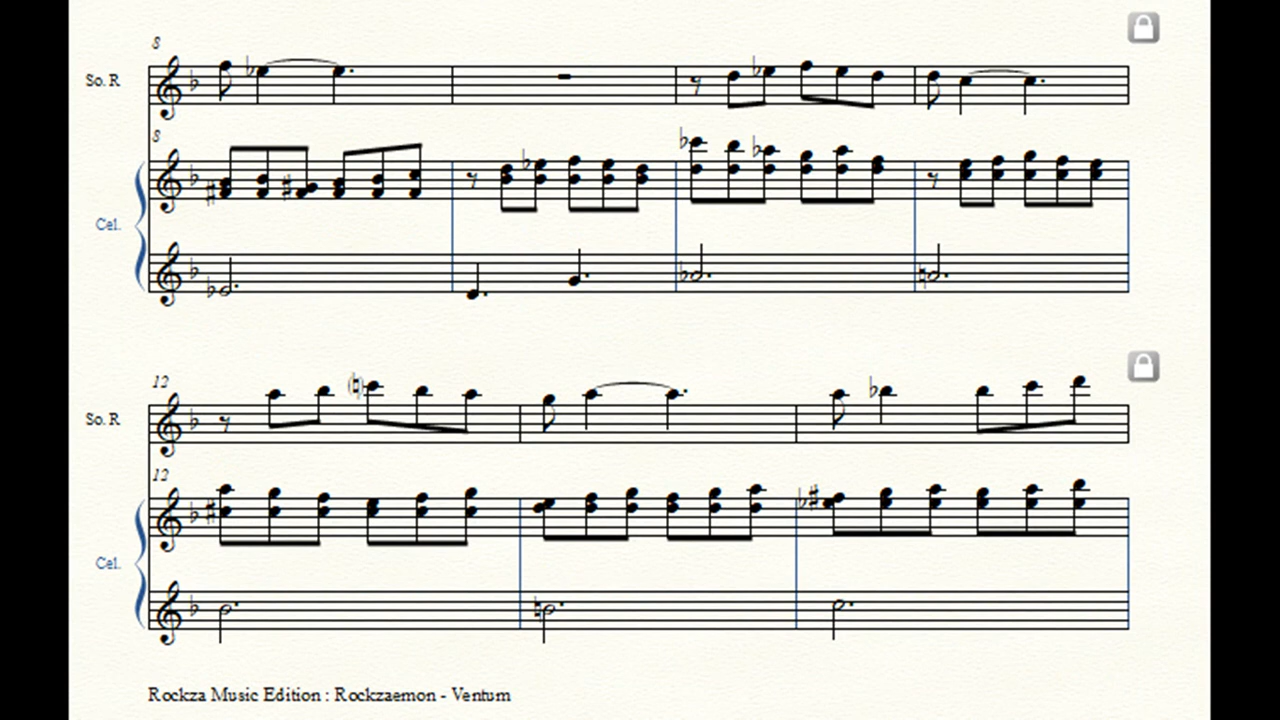 8
So. R
8
Cel.
12
So. R
12
Cel.
Rockza Music Edition : Rockzaemon - Ventum